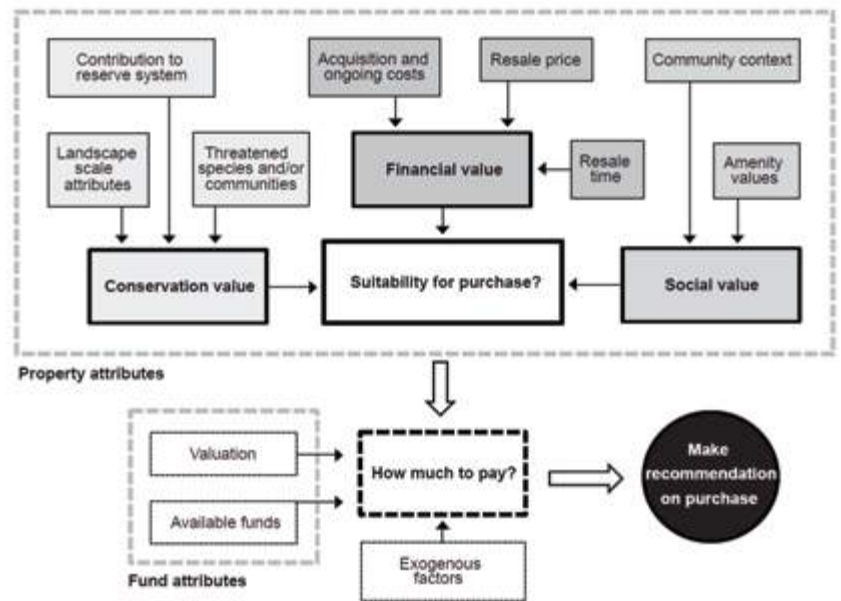 Contribution to
reserve system
Acquisition and
ongoing costs
Resale price
Community context
Landscape
scale
attributes
Threatened
species and/or
communities
Financial value
Resale
time
Amenity
values
Conservation value
Suitability for purchase?
Social value
Property attributes
Valuation
Available funds
How much to pay?
Make
recommendation
on purchase
Exogenous
factors
Fund attributes